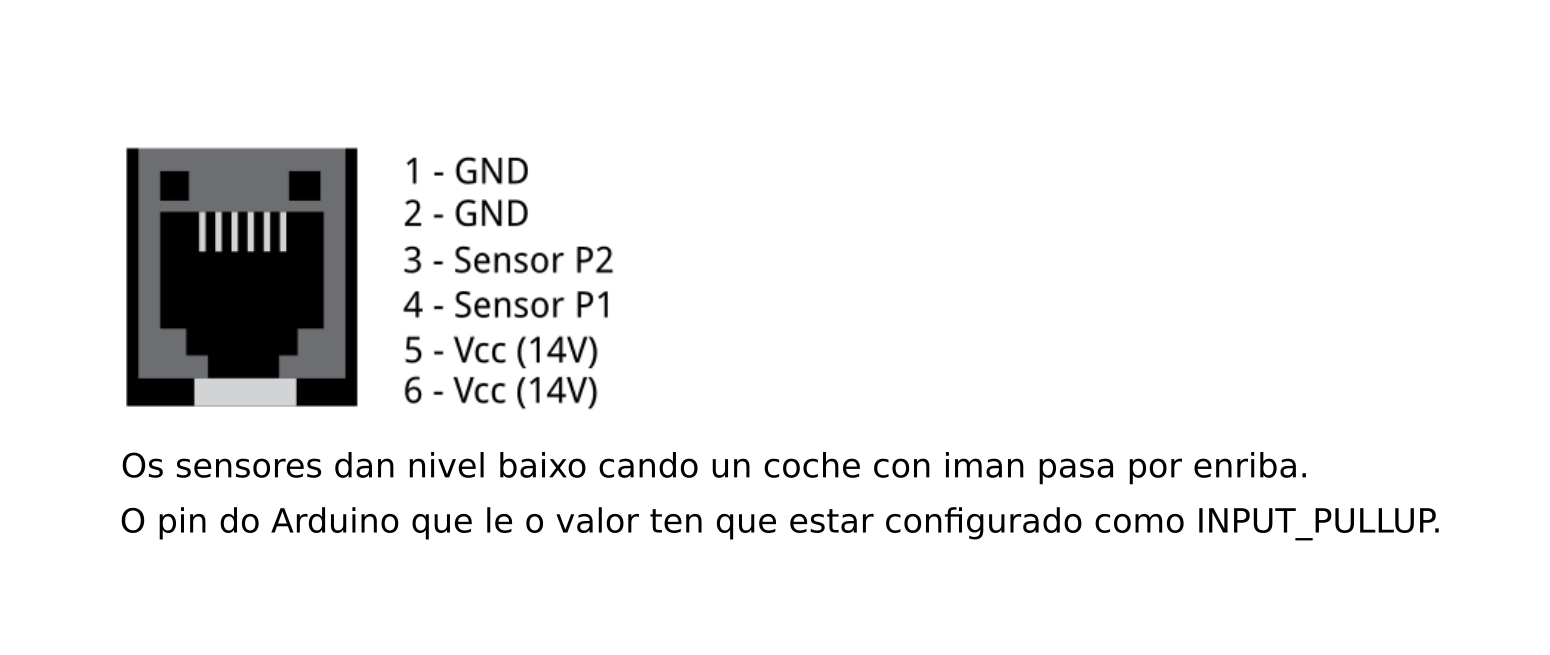 1 - GND
2 - GND
3 - Sensor P2
4 - Sensor P1
5 - Vcc (14V)
6 - Vcc (14V)
Os sensores dan nivel baixo cando un coche con iman pasa por enriba.
O pin do Arduino que le o valor ten que estar configurado como INPUT_PULLUP.